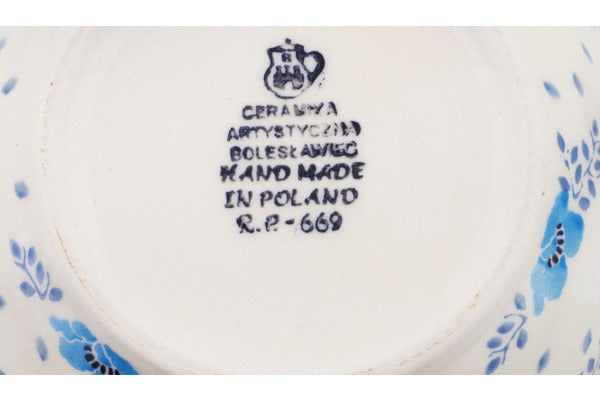 R
CERAMIKA
ARTYSTYCZNA
BOLESŁAWIEC
HAND MADE
IN POLAND
R.P.-669